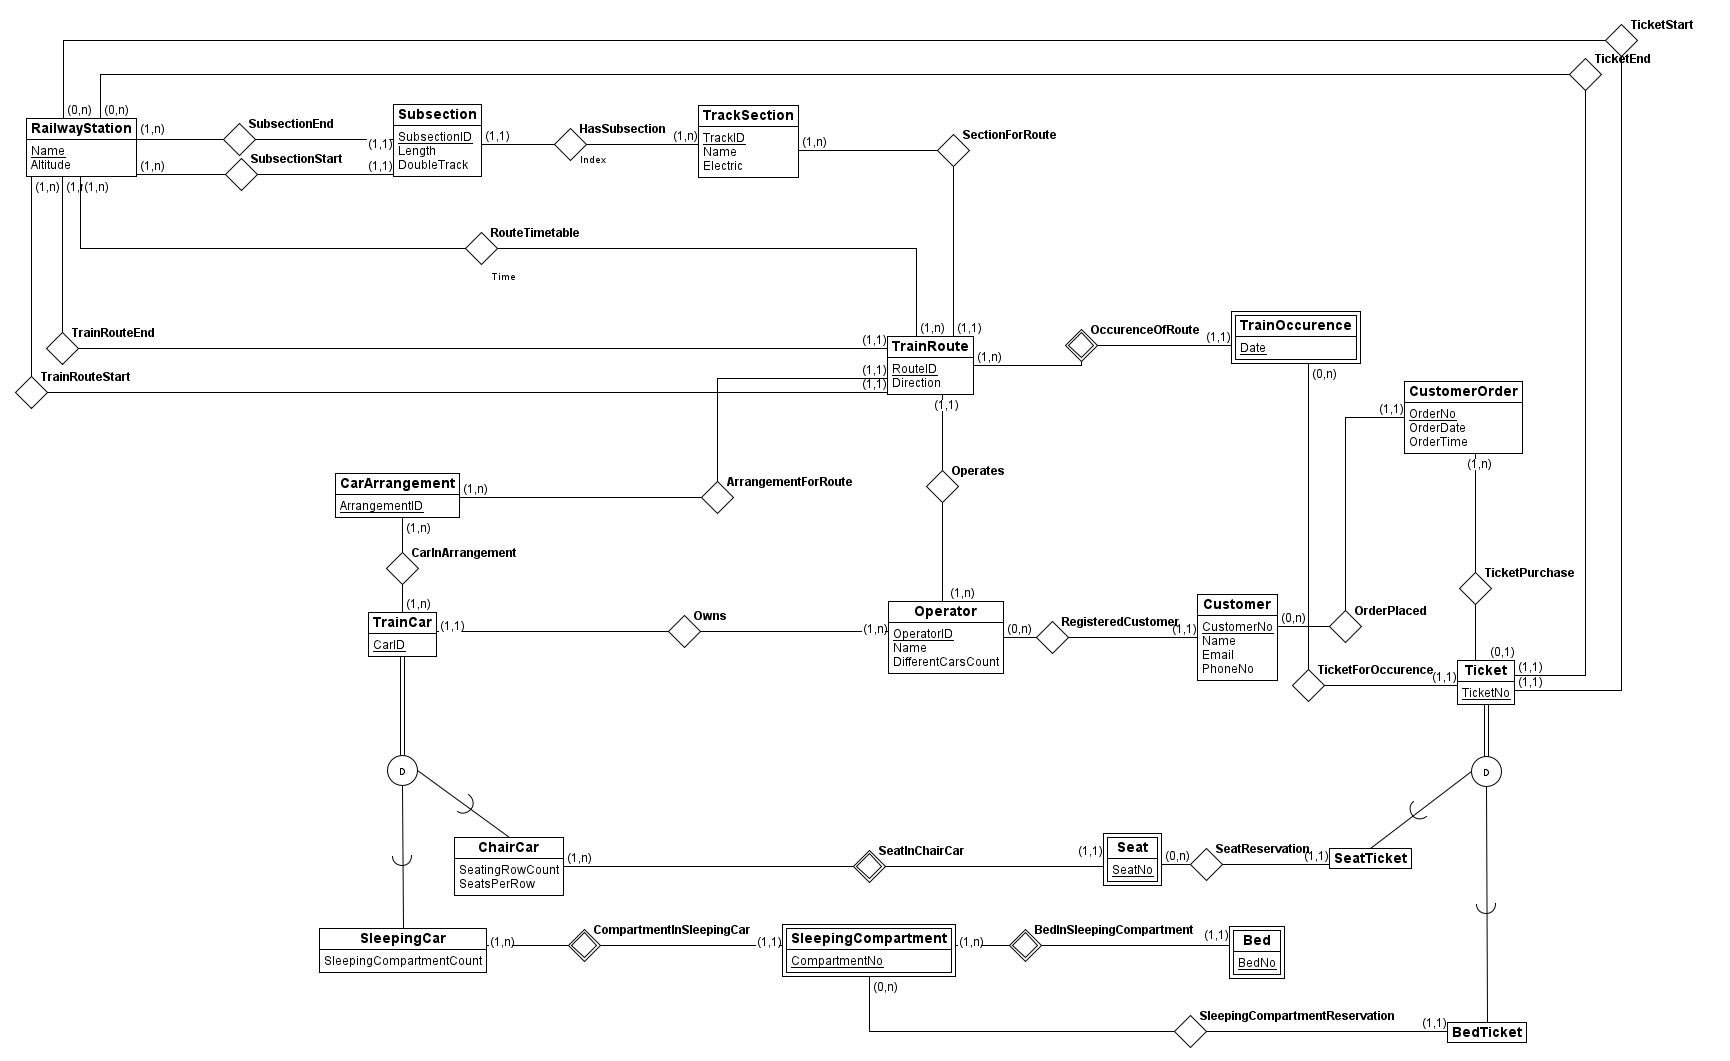 TicketStart
TicketEnd
(0,n) (0,n)
RailwayStation
Name
Altitude
(1,n)
SubsectionEnd
(1,1)
(1,n)
SubsectionStart
(1,1)
Subsection
SubsectionID
Length
DoubleTrack
(1,1)
HasSubsection
Index
(1,n)
TrackSection
TrackID
Name
Electric
(1,n)
SectionForRoute
(1,n) (1,n) (1,n)
RouteTimetable
Time
TrainRouteEnd
(1,1)
TrainRouteStart
(1,1)
(1,1)
(1,n) (1,1)
TrainRoute
RouteID
Direction
(1,n)
(1,1)
OccurenceOfRoute
(1,1)
TrainOccurence
Date
(0,n)
CustomerOrder
OrderNo
OrderDate
OrderTime
(1,1)
(1,n)
CarArrangement
ArrangementID
(1,n)
ArrangementForRoute
(1,n)
CarInArrangement
(1,n)
Operates
(1,n)
TicketPurchase
TrainCar
CarID
(1,1)
Owns
(1,n)
Operator
OperatorID
Name
DifferentCarsCount
(0,n)
RegisteredCustomer
(1,1)
Customer
CustomerNo
Name
Email
PhoneNo
(0,n)
OrderPlaced
TicketForOccurence
(1,1)
(0,1)
Ticket
TicketNo
(1,1)
(1,1)
D
D
ChairCar
SeatingRowCount
SeatsPerRow
(1,n)
SeatInChairCar
(1,1)
Seat
SeatNo
(0,n)
SeatReservation
(1,1)
SeatTicket
SleepingCar
SleepingCompartmentCount
(1,n)
CompartmentInSleepingCar
(1,1)
SleepingCompartment
CompartmentNo
(1,n)
BedInSleepingCompartment
(1,1)
Bed
BedNo
(0,n)
SleepingCompartmentReservation
(1,1)
BedTicket